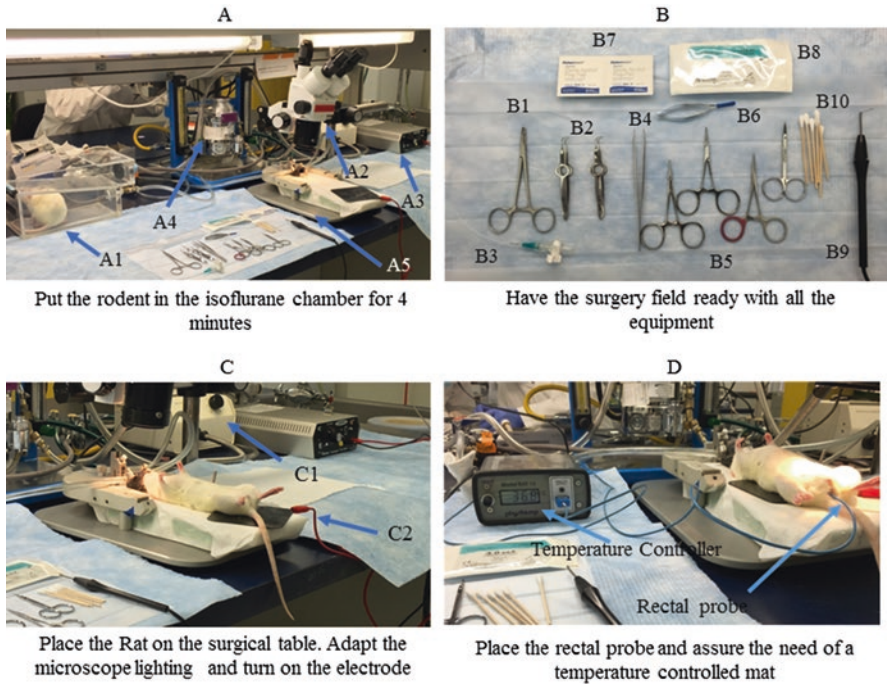 A
A1
A2
A3
A4
A5
Put the rodent in the isoflurane chamber for 4
minutes
B
B7
B8
B1
B2
B4
B6
B10
B3
B5
B9
Have the surgery field ready with all the
equipment
C
C1
C2
Place the Rat on the surgical table. Adapt the
microscope lighting and turn on the electrode
D
Temperature Controller
Rectal probe
Place the rectal probe and assure the need of a
temperature controlled mat